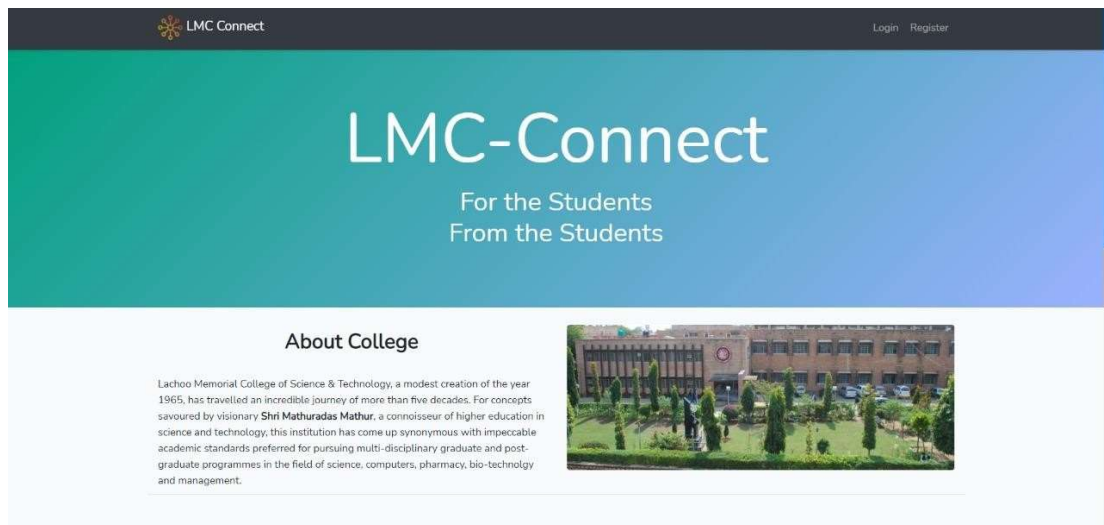 LMC Connect
Login Register
LMC-Connect
For the Students
From the Students
About College
Lachoo Memorial College of Science & Technology, a modest creation of the year
1965, has travelled an incredible journey of more than five decades. For concepts
savoured by visionary Shri Mathuradas Mathur, a connoisseur of higher education in
science and technology, this institution has come up synonymous with impeccable
academic standards preferred for pursuing multi-disciplinary graduate and post-
graduate programmes in the field of science, computers, pharmacy, bio-technolgy
and management.